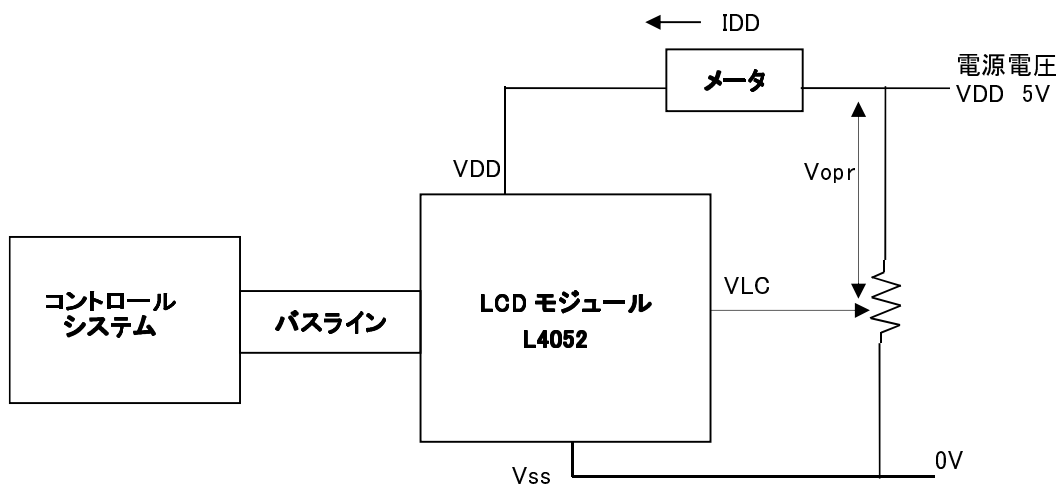 IDD
メータ
電源電圧
VDD 5V
VDD
Vopr
コントロール
システム
バスライン
LCD モジュール
L4052
VLC
Vss
0V